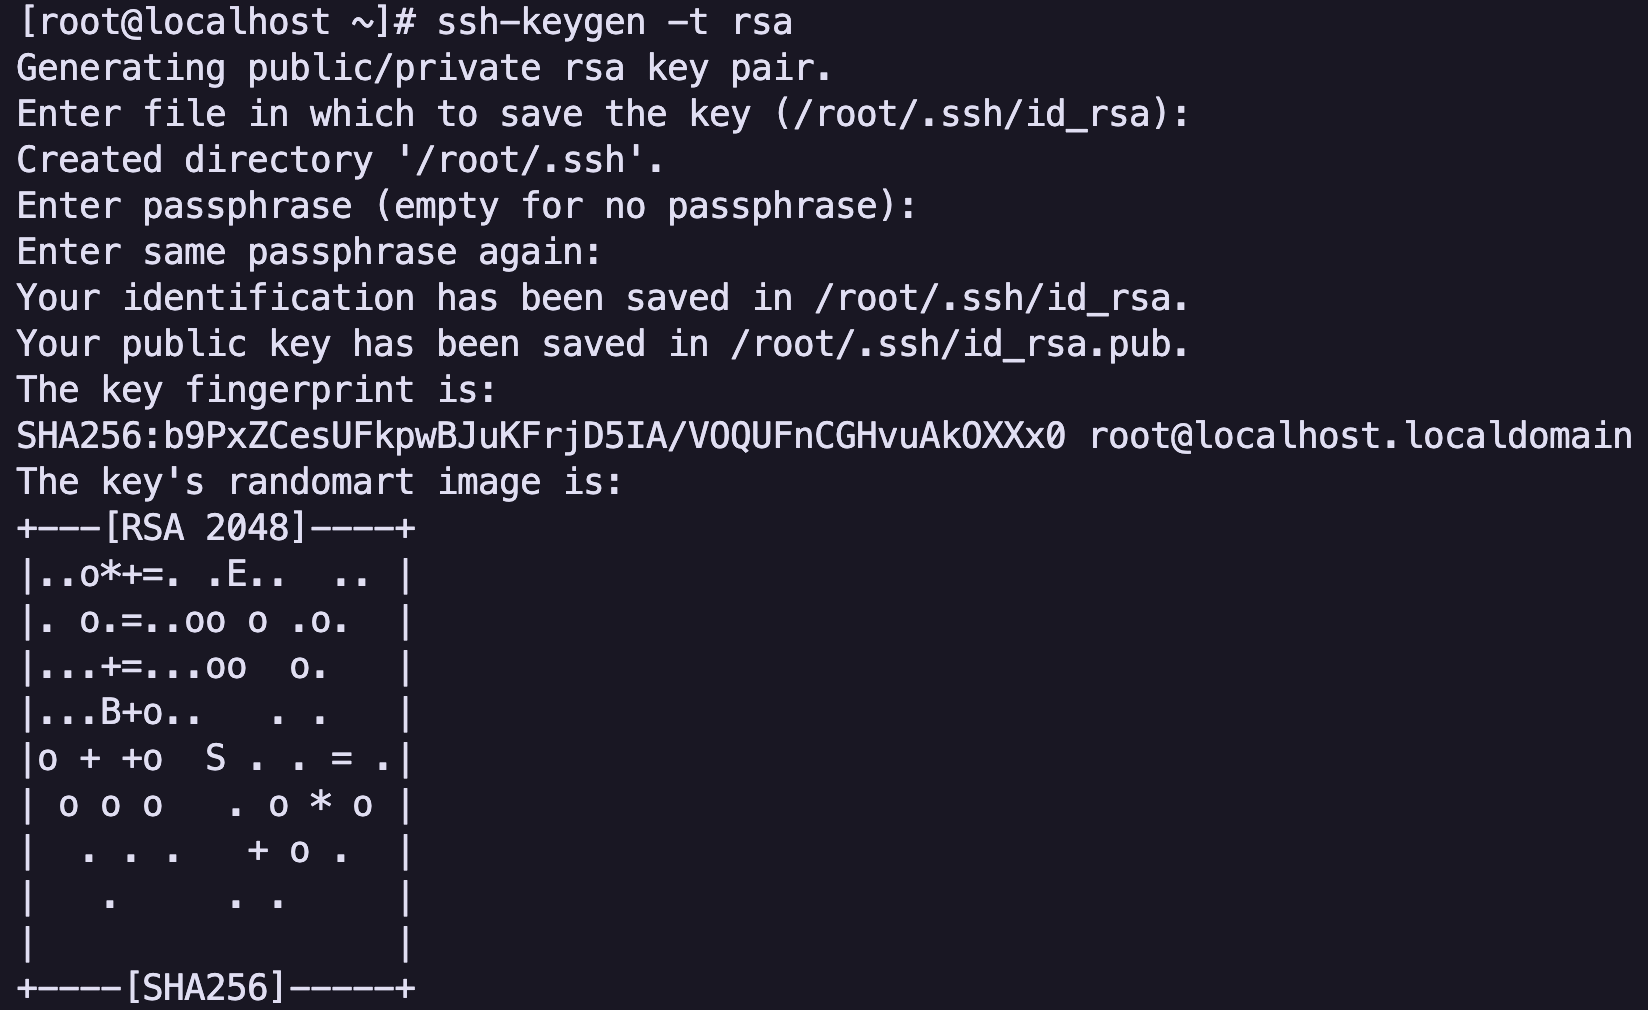 [root@localhost ~]# ssh-keygen -t rsa
Generating public/private rsa key pair.
Enter file in which to save the key (/root/.ssh/id_rsa):
Created directory '/root/.ssh'.
Enter passphrase (empty for no passphrase):
Enter same passphrase again:
Your identification has been saved in /root/.ssh/id_rsa.
Your public key has been saved in /root/.ssh/id_rsa.pub.
The key fingerprint is:
SHA256:b9PxZCesUFkpwBJuKFrjD5IA/VOQUFnCGHvuAkOXXx0 root@localhost.localdomain
The key's randomart image is:
+---[RSA 2048]----+
|..o*+=. .E..  .. |
|. o.=..oo o .o.  |
|...+=...oo  o.   |
|...B+o..   . .   |
|o + +o  S . . = .|
| o o o   . o * o |
|  . . .   + o .  |
|   .     . .     |
|                 |
+----[SHA256]-----+